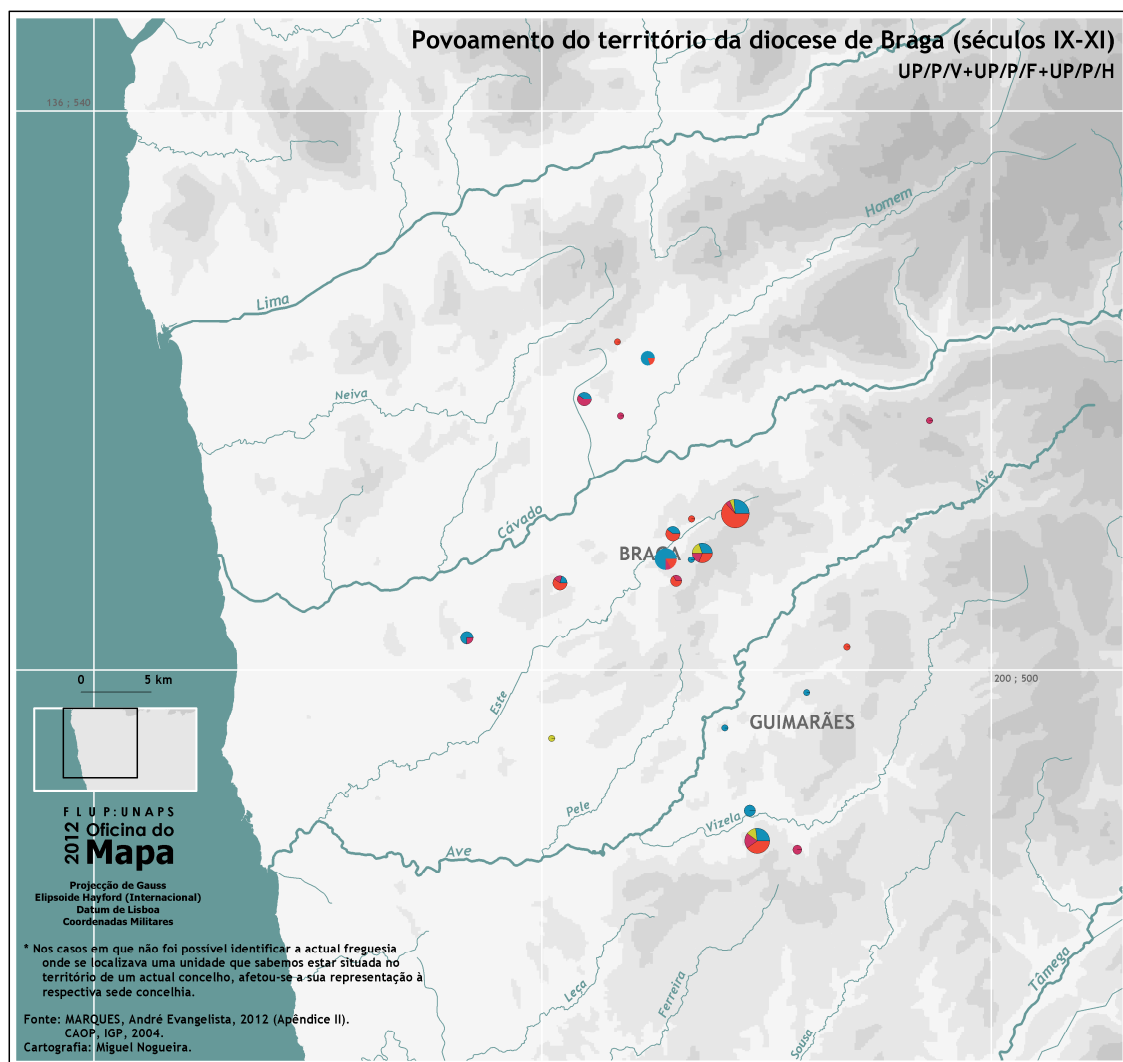 Povoamento do território da diocese de Braga (séculos IX-XI)
UP/P/V+UP/P/F+UP/P/H
136 ; 540
Homem
Lima
Neiva
Ave
Cávado
BRAGA
200 ; 500
0 5 km
Este
GUIMARÃES
Pele
Vizela
Ave
F L U P : U N A P S
2012
Oficina do
Mapa
Projecção de Gauss
Elipsoide Hayford (Internacional)
Datum de Lisboa
Coordenadas Militares
* Nos casos em que não foi possível identificar a actual freguesia
onde se localizava uma unidade que sabemos estar situada no
território de um actual concelho, afetou-se a sua representação à
respectiva sede concelhia.
Leça
Ferreira
Tâmega
Sousa
Fonte: MARQUES, André Evangelista, 2012 (Apêndice II).
CAOP, IGP, 2004.
Cartografia: Miguel Nogueira.